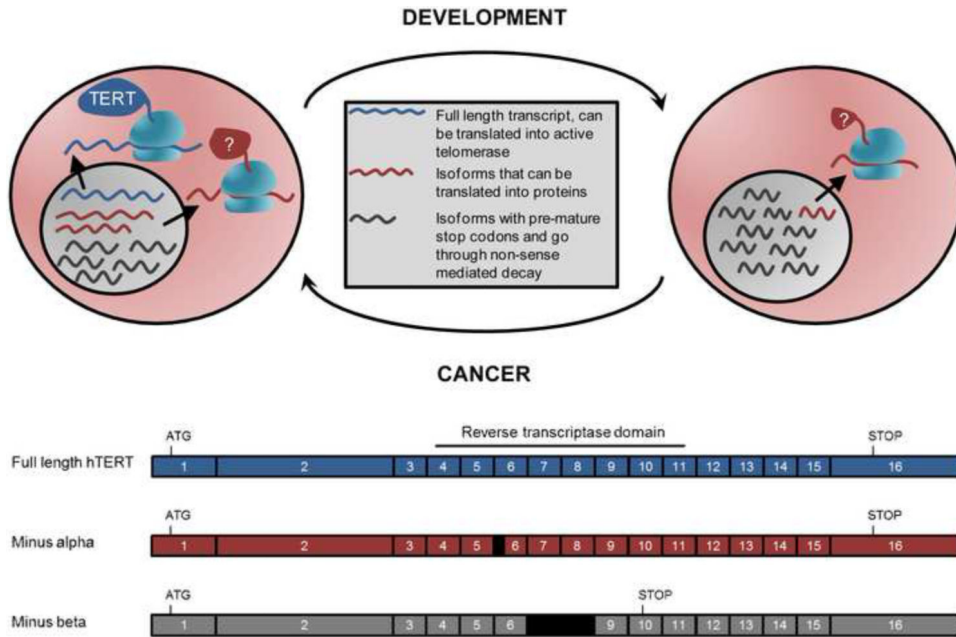 DEVELOPMENT
TERT
?
?
Full length transcript, can
be translated into active
telomerase
Isoforms that can be
translated into proteins
Isoforms with pre-mature
stop codons and go
through non-sense
mediated decay
CANCER
Reverse transcriptase domain
ATG
STOP
Full length hTERT
1 2 3 4 5 6 7 8 9 10 11 12 13 14 15 16
ATG
STOP
Minus alpha
1 2 3 4 5 6 7 8 9 10 11 12 13 14 15 16
ATG
STOP
Minus beta
1 2 3 4 5 6 9 10 11 12 13 14 15 16